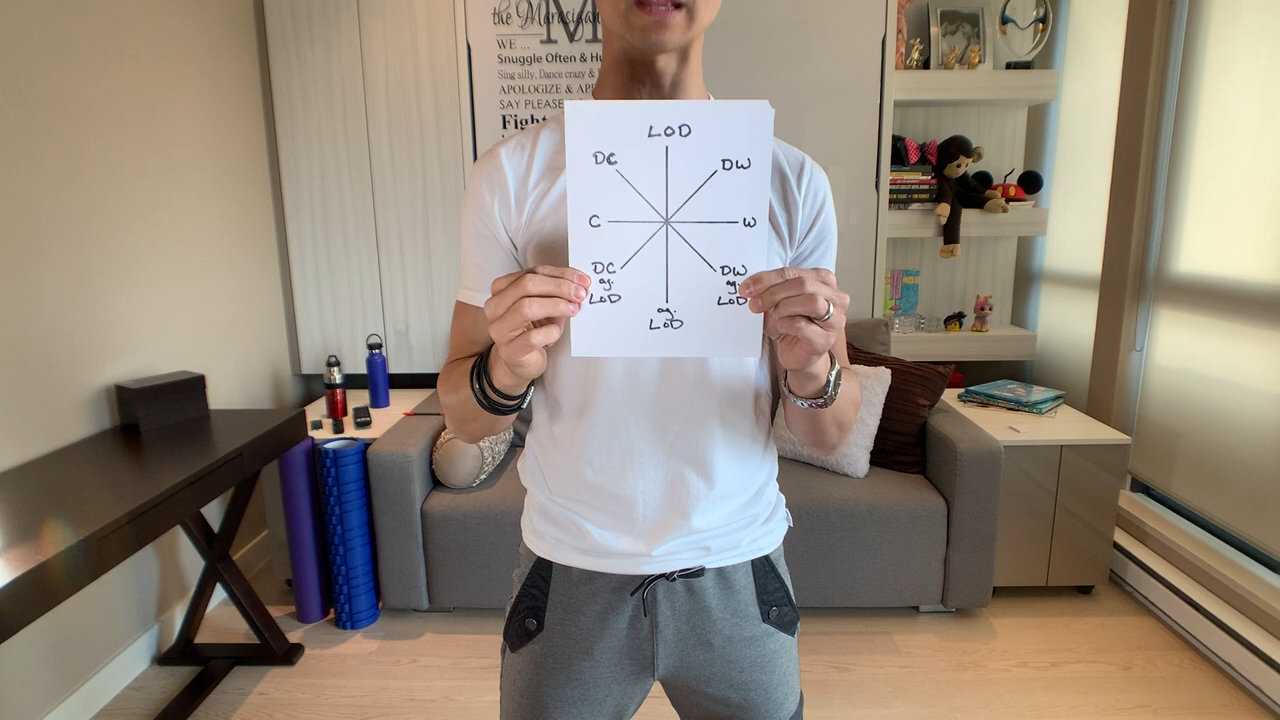 the Marasigan
M
WE ...
Snuggle Often & Hu
Sing silly, Dance crazy &
APOLOGIZE &
SAY PLEASE
Fight
LOD
DC
DW
C
W
DC
ag.
LOD
DW
ag.
LOD
ag.
LOD